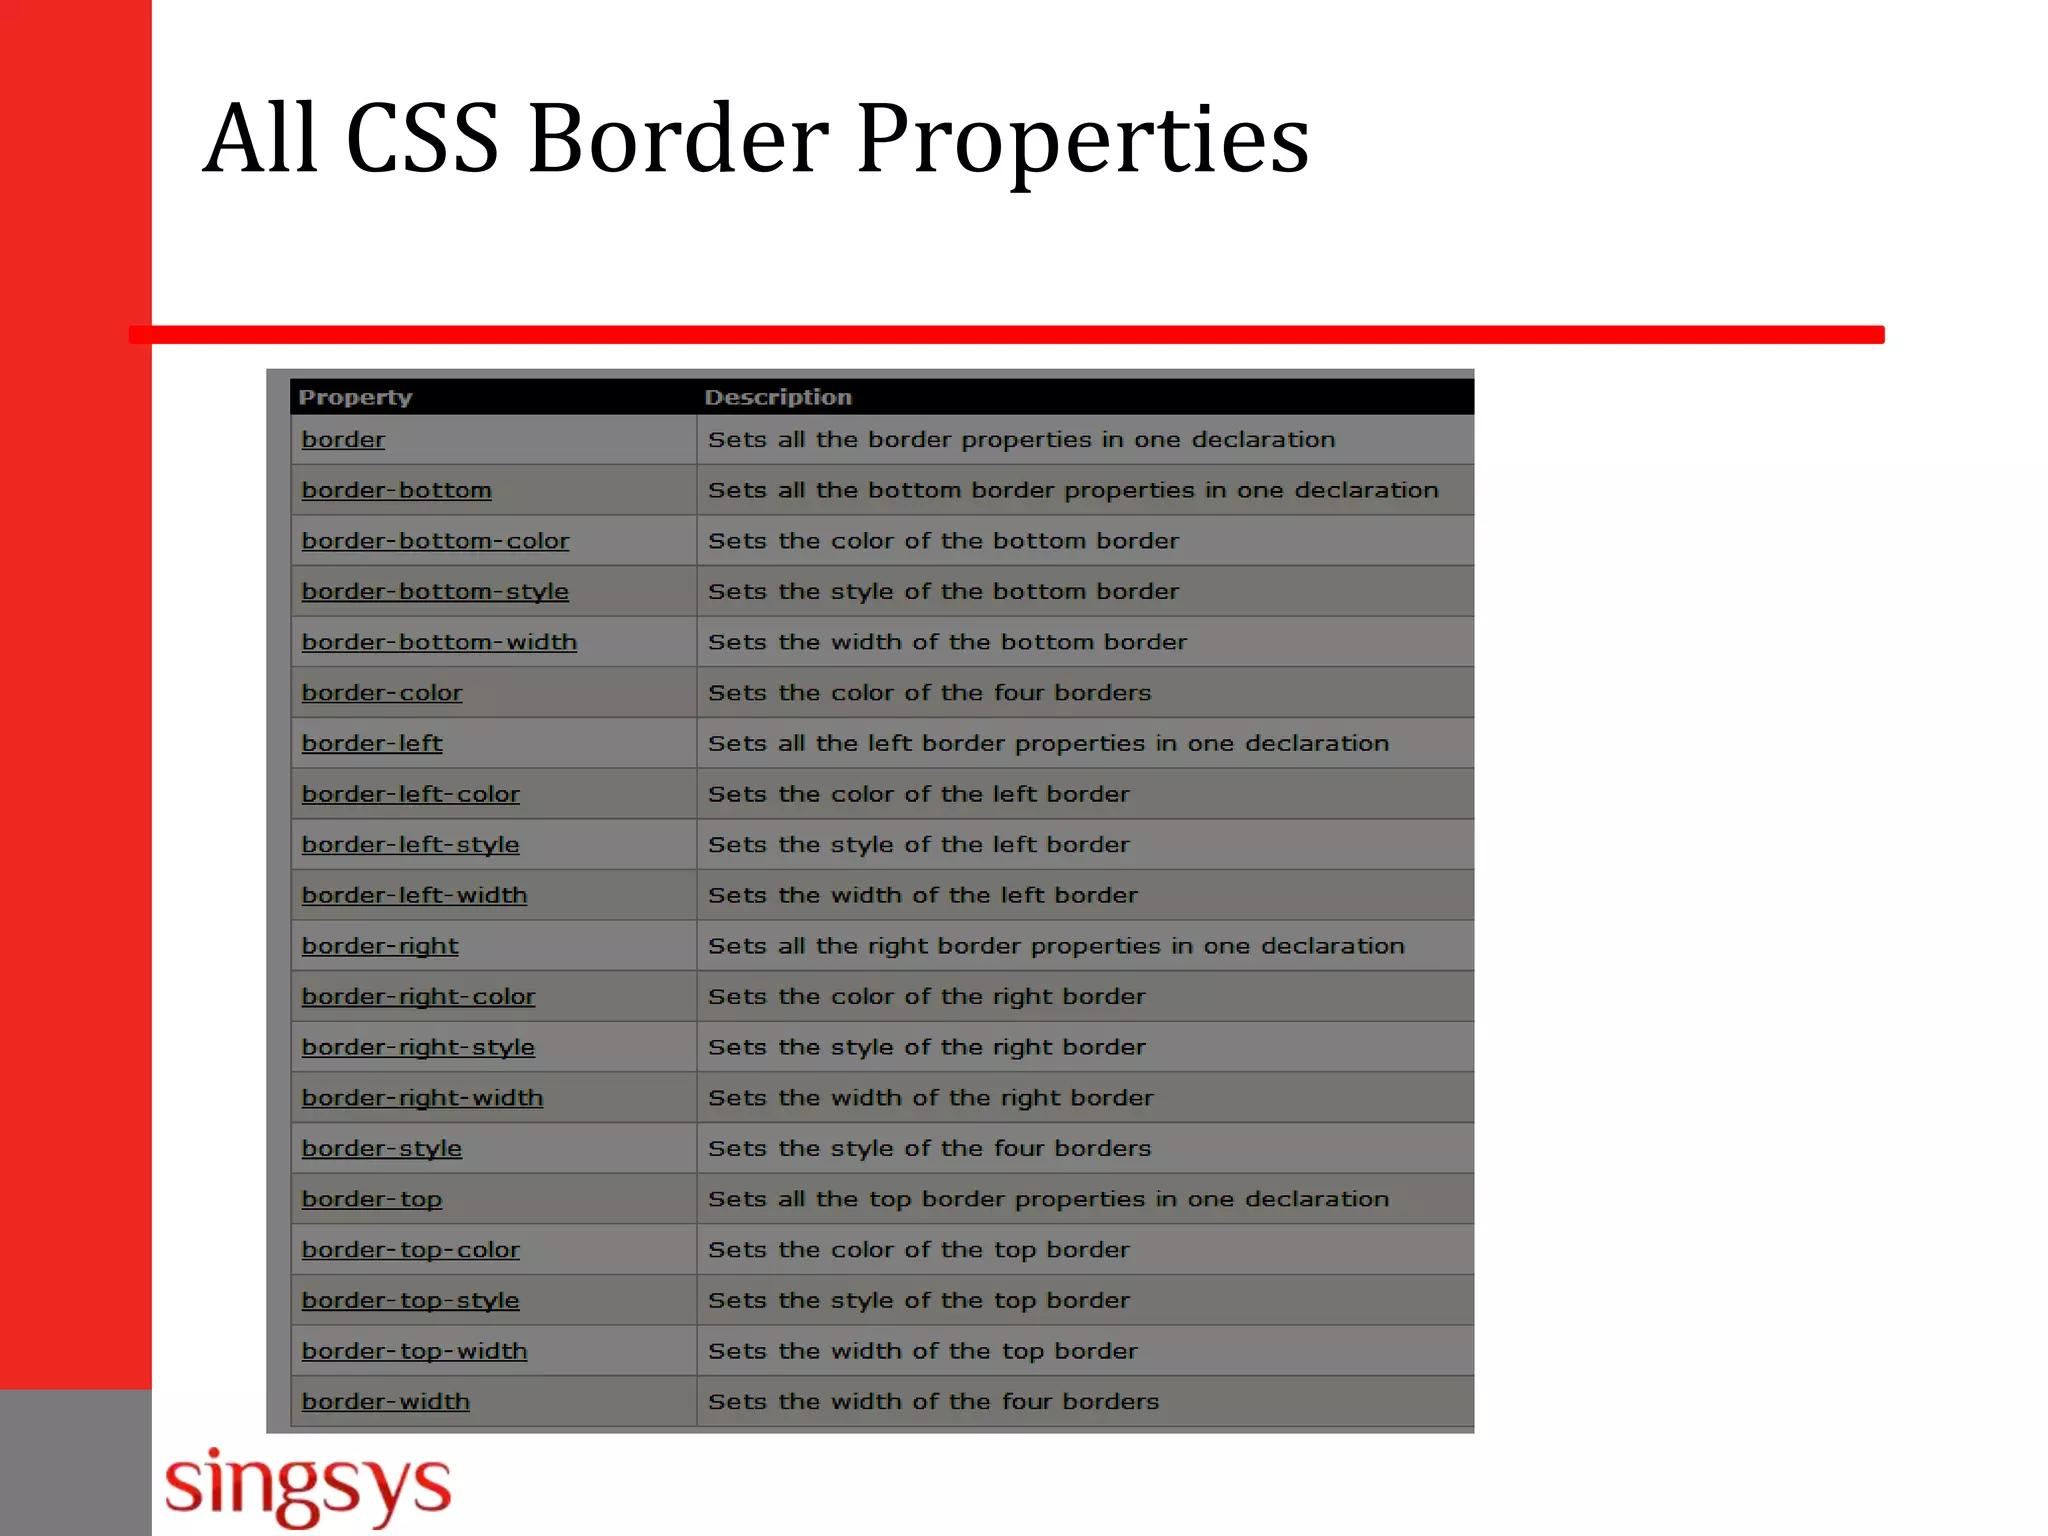 All CSS Border Properties
Property Description
border Sets all the border properties in one declaration
border-bottom Sets all the bottom border properties in one declaration
border-bottom-color Sets the color of the bottom border
border-bottom-style Sets the style of the bottom border
border-bottom-width Sets the width of the bottom border
border-color Sets the color of the four borders
border-left Sets all the left border properties in one declaration
border-left-color Sets the color of the left border
border-left-style Sets the style of the left border
border-left-width Sets the width of the left border
border-right Sets all the right border properties in one declaration
border-right-color Sets the color of the right border
border-right-style Sets the style of the right border
border-right-width Sets the width of the right border
border-style Sets the style of the four borders
border-top Sets all the top border properties in one declaration
border-top-color Sets the color of the top border
border-top-style Sets the style of the top border
border-top-width Sets the width of the top border
border-width Sets the width of the four borders
singsys